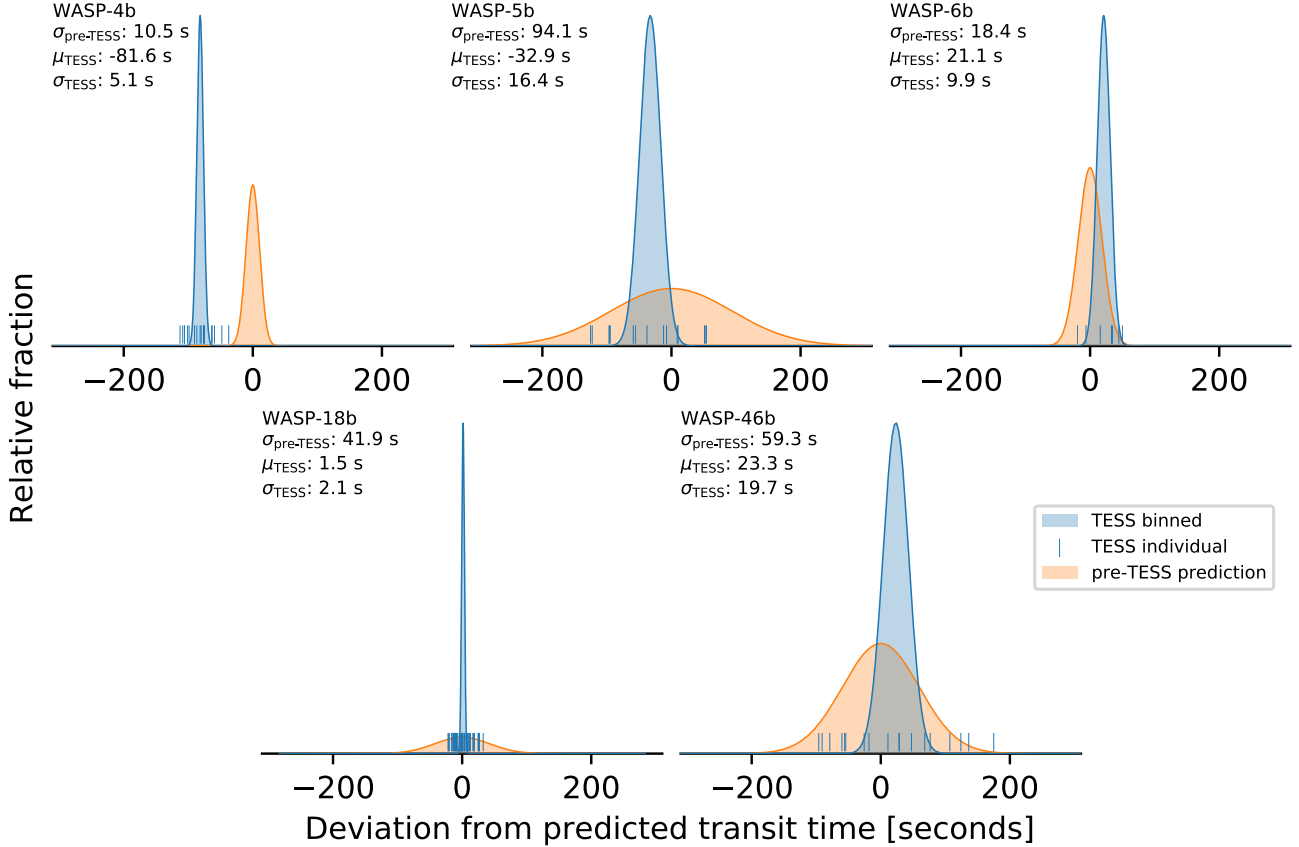 WASP-4b
σpre-TESS: 10.5 s
μTESS: -81.6 s
σTESS: 5.1 s
WASP-5b
σpre-TESS: 94.1 s
μTESS: -32.9 s
σTESS: 16.4 s
WASP-6b
σpre-TESS: 18.4 s
μTESS: 21.1 s
σTESS: 9.9 s
−200 0 200
−200 0 200
−200 0 200
Relative fraction
WASP-18b
σpre-TESS: 41.9 s
μTESS: 1.5 s
σTESS: 2.1 s
WASP-46b
σpre-TESS: 59.3 s
μTESS: 23.3 s
σTESS: 19.7 s
TESS binned
TESS individual
pre-TESS prediction
−200 0 200
−200 0 200
Deviation from predicted transit time [seconds]